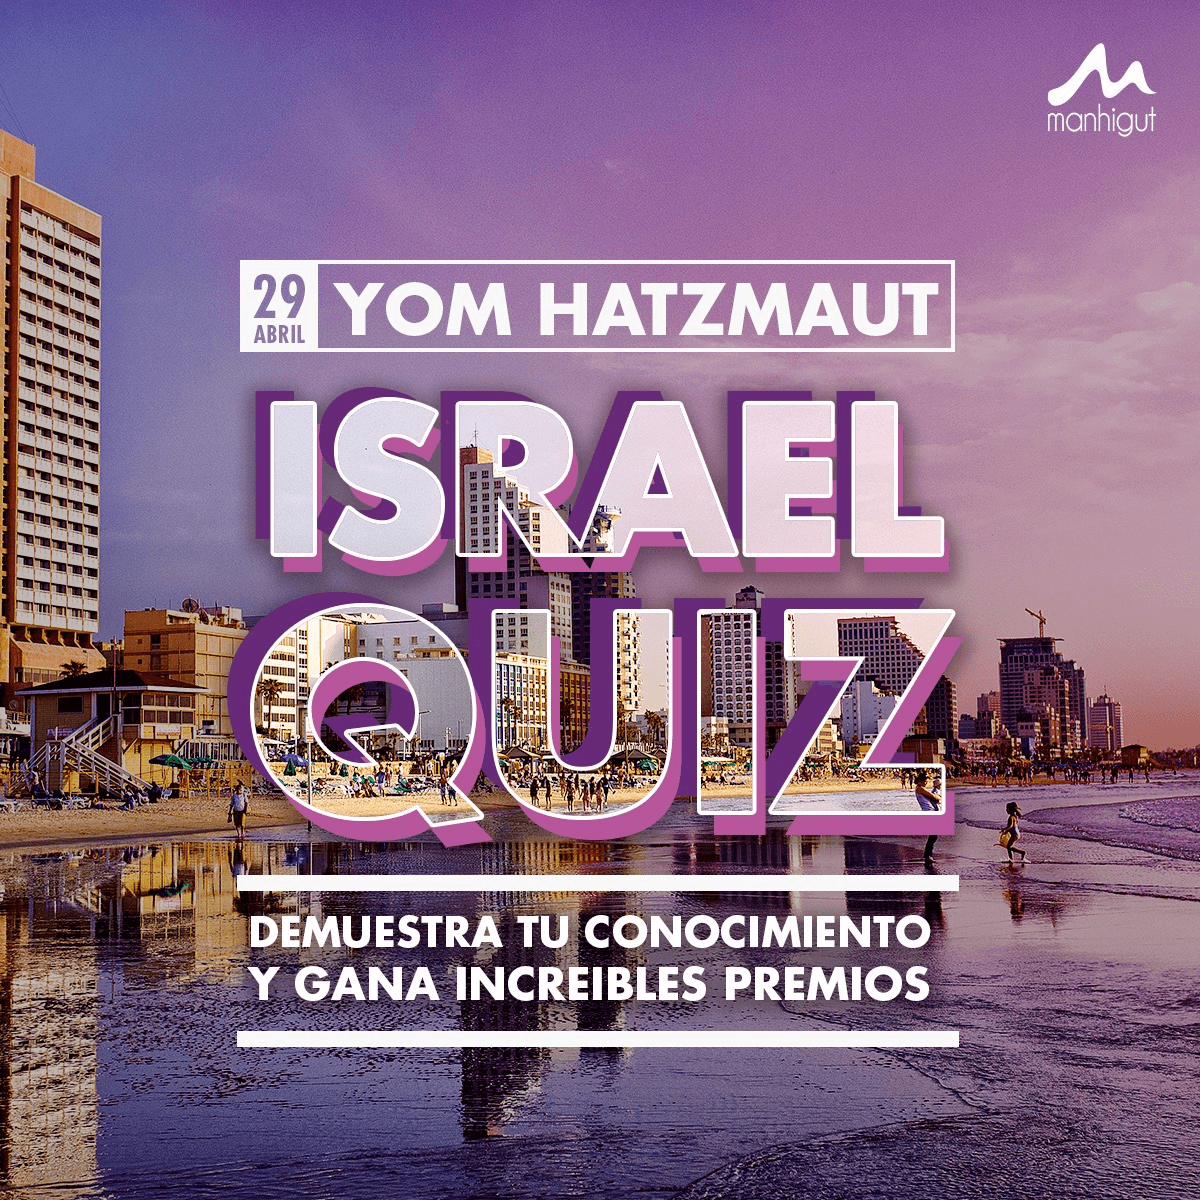 manhigut
29
ABRIL
YOM HATZMAUT
ISRAEL
QUIZ
DEMUESTRA TU CONOCIMIENTO
Y GANA INCREIBLES PREMIOS